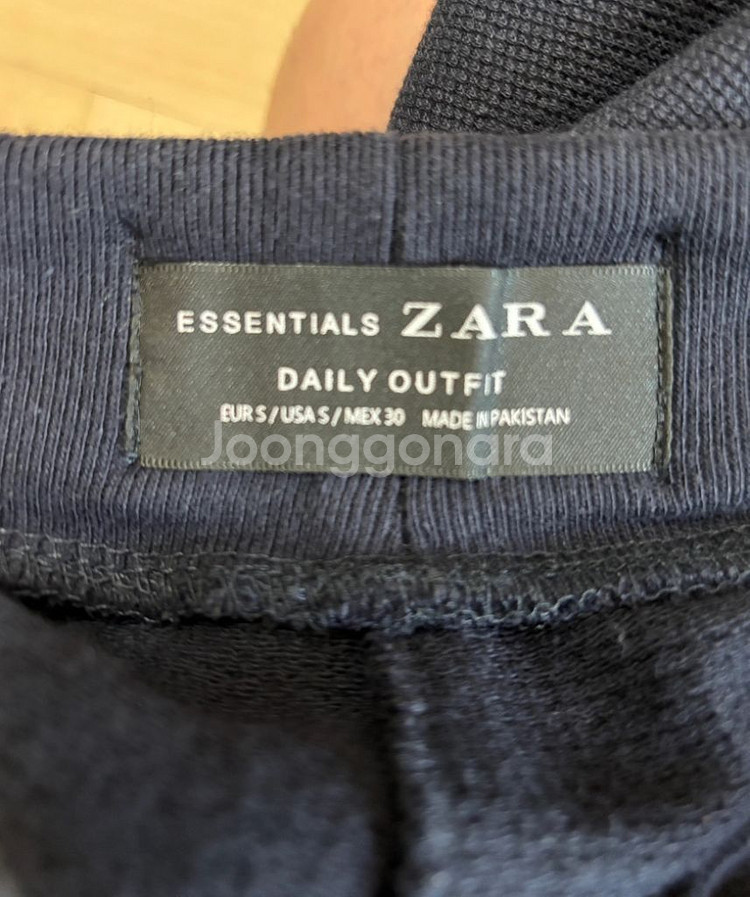 ESSENTIALS ZARA
DAILY OUTFIT
EUR S / USA S / MEX 30 MADE IN PAKISTAN
Joonggonara